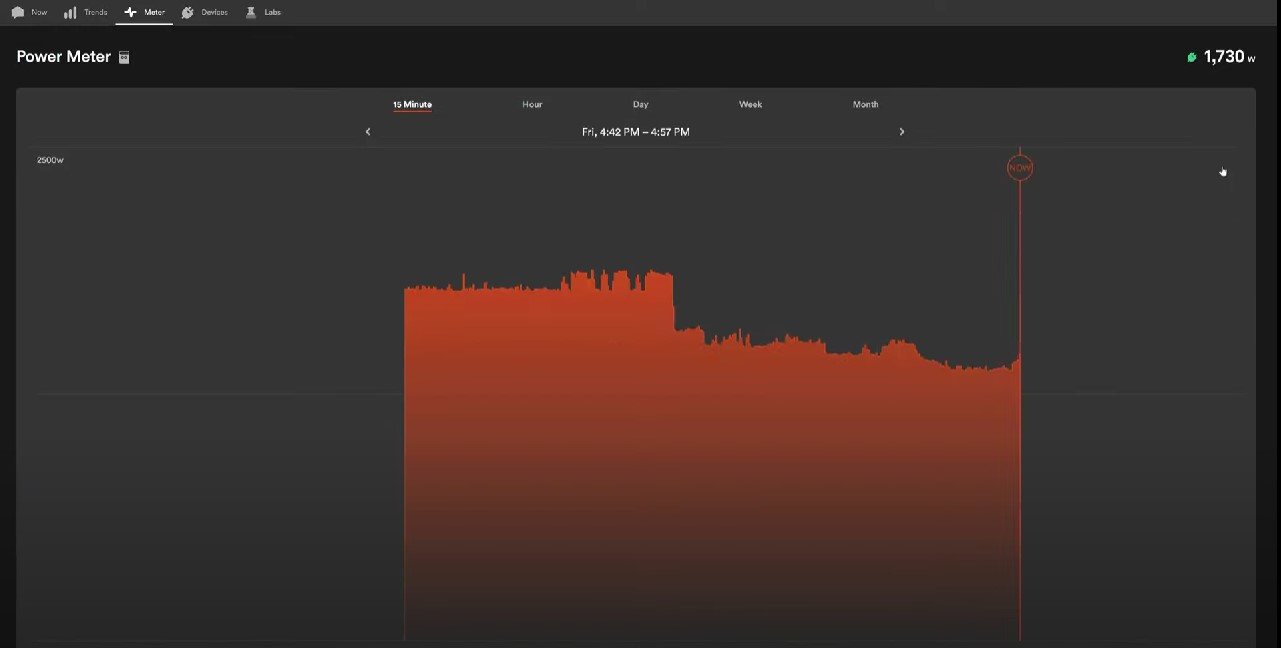 Now Trends Meter Devices Labs
Power Meter 1,730 w
15 Minute Hour Day Week Month
Fri, 4:42 PM – 4:57 PM
2500w
NOW